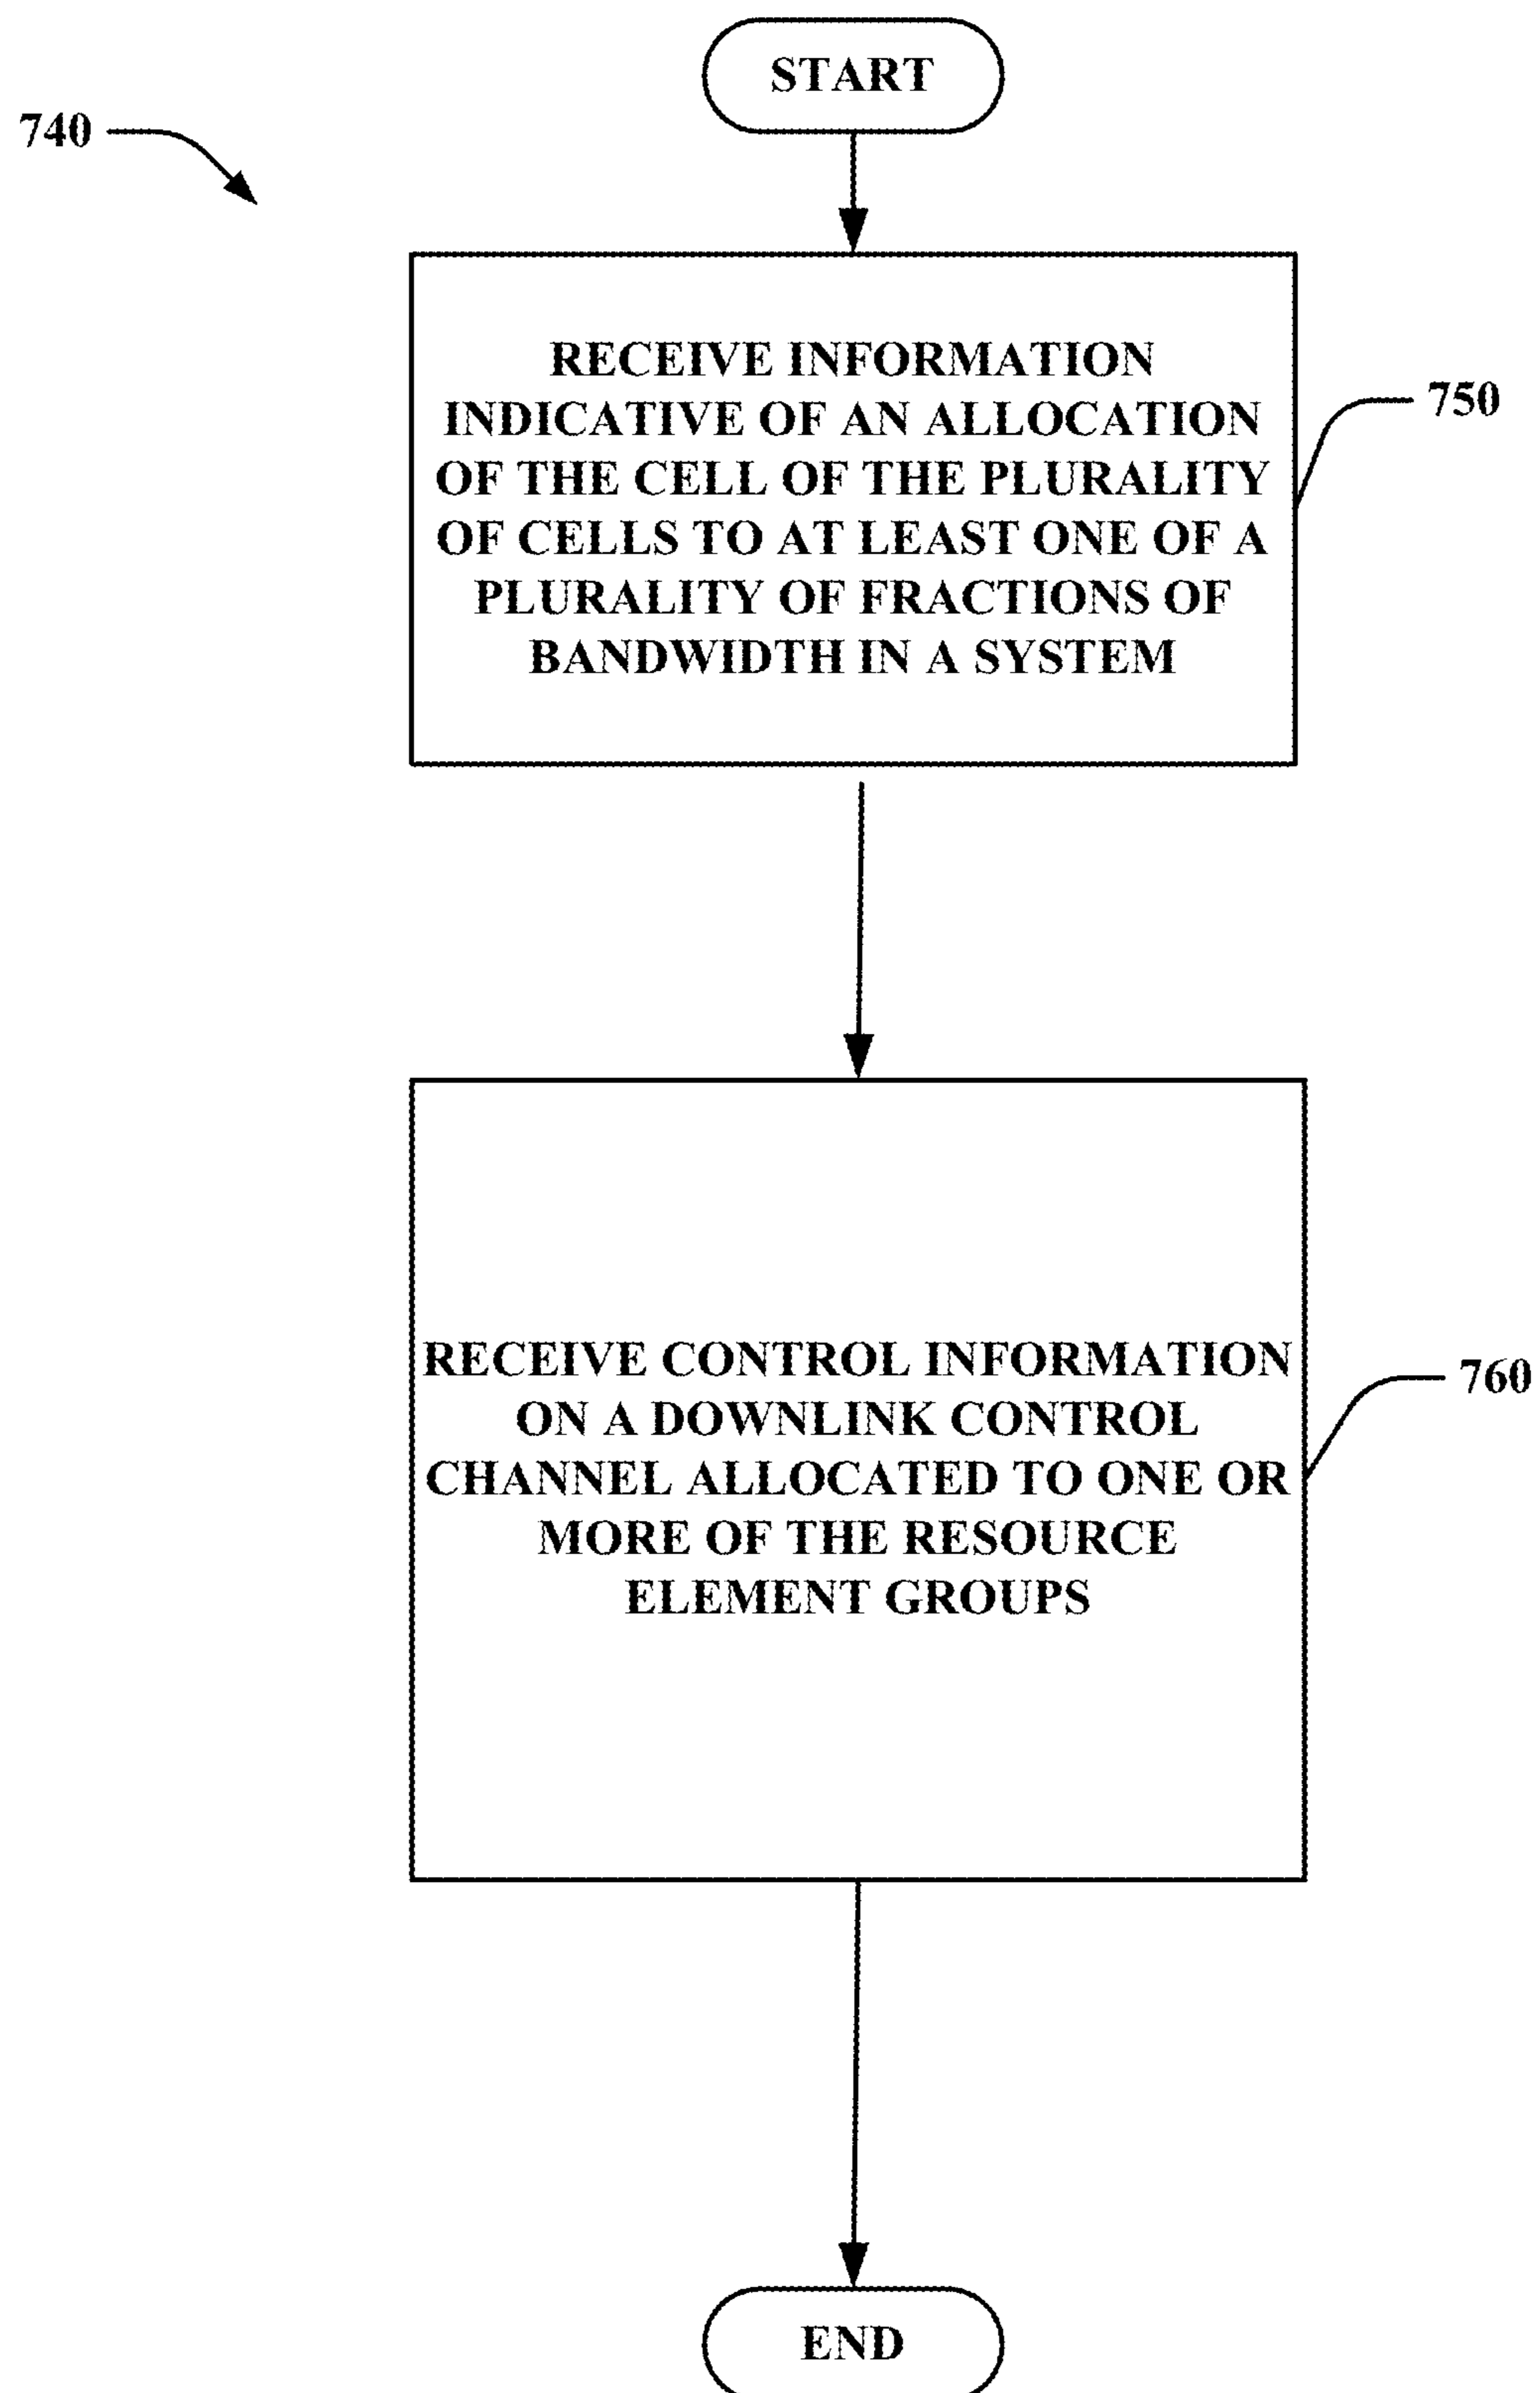 START
740
RECEIVE INFORMATION
INDICATIVE OF AN ALLOCATION
OF THE CELL OF THE PLURALITY
OF CELLS TO AT LEAST ONE OF A
PLURALITY OF FRACTIONS OF
BANDWIDTH IN A SYSTEM
750
RECEIVE CONTROL INFORMATION
ON A DOWNLINK CONTROL
CHANNEL ALLOCATED TO ONE OR
MORE OF THE RESOURCE
ELEMENT GROUPS
760
END